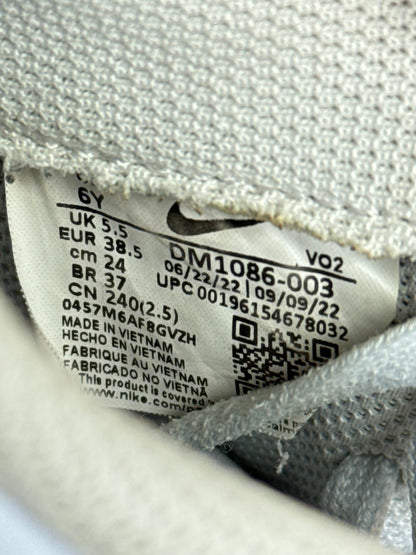 6Y
UK 5.5
EUR 38.5
cm 24
BR 37
CN 240(2.5)
0457M6AF8GVZH
VO2
DM1086-003
06/22/22 | 09/09/22
UPC 00196154678032
MADE IN VIETNAM
HECHO EN VIETNAM
FABRIQUE AU VIETNAM
FABRICADO NO VIETNÃ
This product is covered
www.nike.com/p